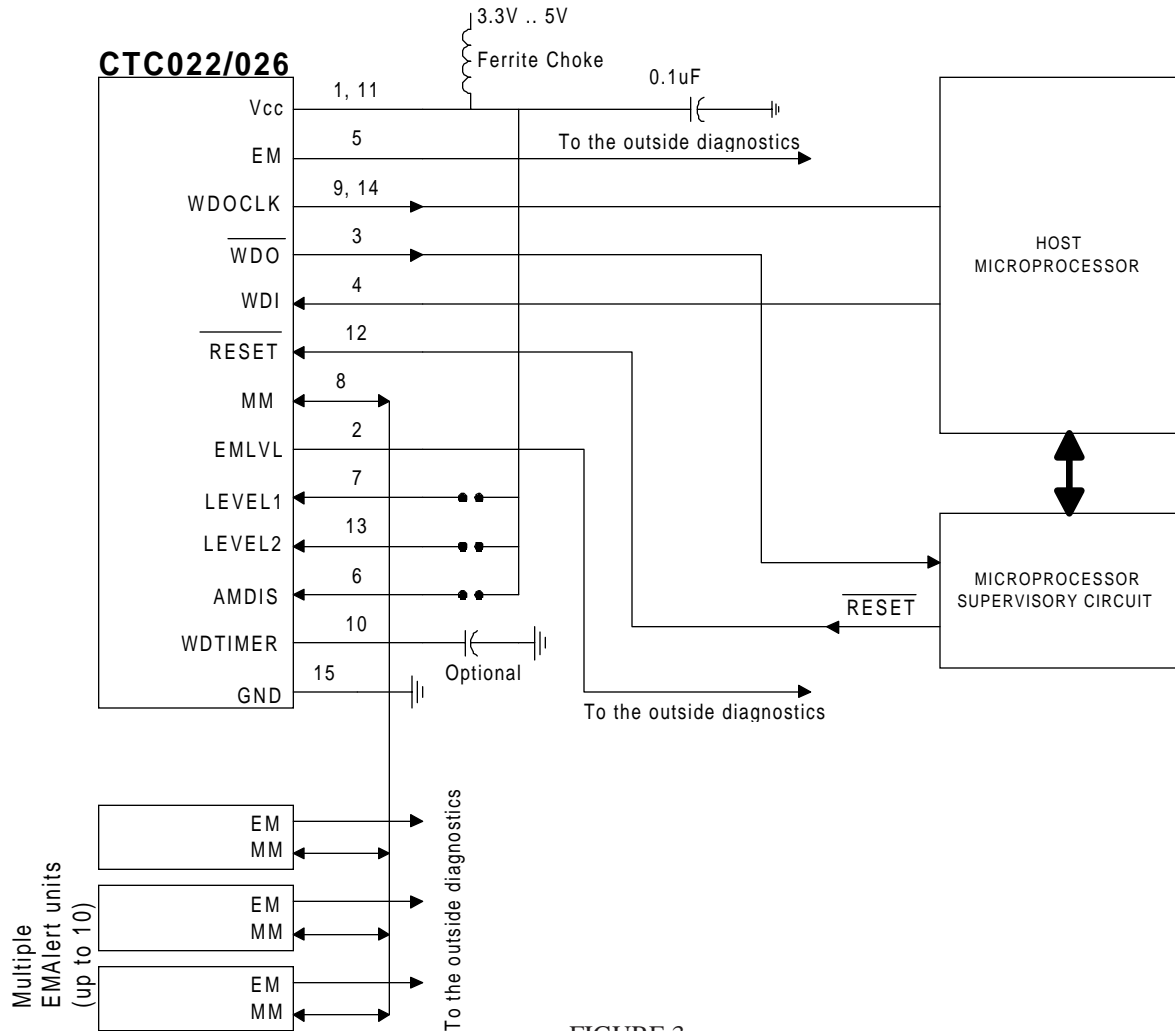 3.3V .. 5V
Ferrite Choke
CTC022/026
0.1uF
Vcc
1, 11
EM
5
To the outside diagnostics
WDOCLK
9, 14
WDO
3
WDI
4
RESET
12
MM
8
EMLVL
2
LEVEL1
7
LEVEL2
13
AMDIS
6
WDTIMER
10
Optional
GND
15
To the outside diagnostics
HOST
MICROPROCESSOR
MICROPROCESSOR
SUPERVISORY CIRCUIT
RESET
EM
MM
EM
MM
EM
MM
Multiple
EMAlert units
(up to 10)
To the outside diagnostics
FIGURE 3